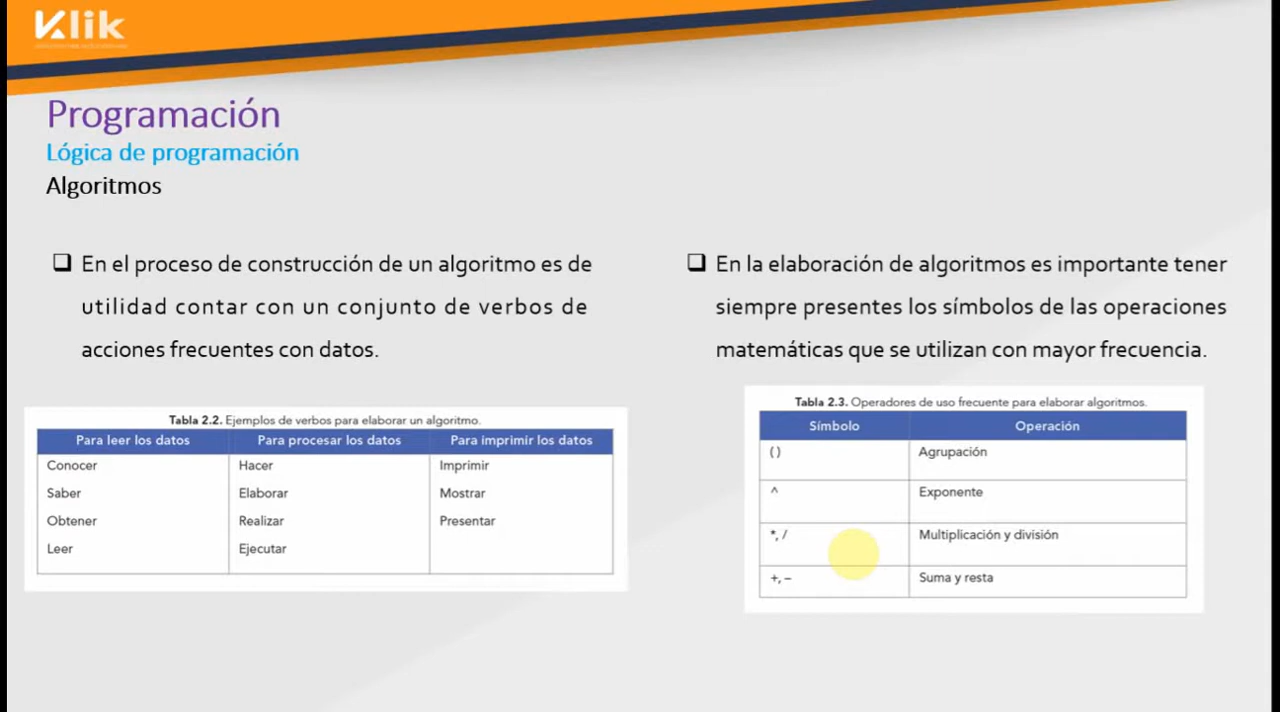 Klik
Programación
Lógica de programación
Algoritmos
❑ En el proceso de construcción de un algoritmo es de
utilidad contar con un conjunto de verbos de
acciones frecuentes con datos.
Tabla 2.2. Ejemplos de verbos para elaborar un algoritmo.
Para leer los datos Para procesar los datos Para imprimir los datos
Conocer Hacer Imprimir
Saber Elaborar Mostrar
Obtener Realizar Presentar
Leer Ejecutar
❑ En la elaboración de algoritmos es importante tener
siempre presentes los símbolos de las operaciones
matemáticas que se utilizan con mayor frecuencia.
Tabla 2.3. Operadores de uso frecuente para elaborar algoritmos.
Símbolo Operación
( ) Agrupación
^ Exponente
*, / Multiplicación y división
+, – Suma y resta